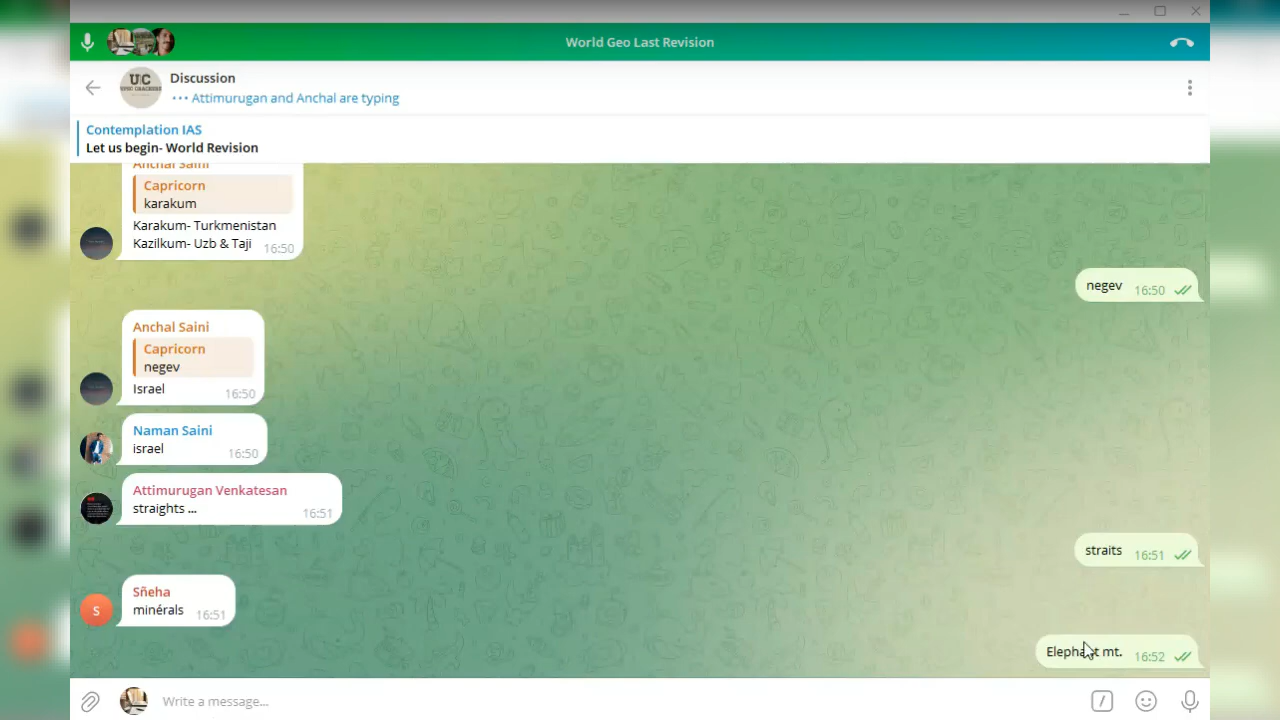 World Geo Last Revision
UC
UPSC CRACKERS
Discussion
Attimurugan and Anchal are typing
Contemplation IAS
Let us begin- World Revision
Anchal Saini
Capricorn
karakum
Karakum- Turkmenistan
Kazilkum- Uzb & Taji 16:50
negev 16:50
Anchal Saini
Capricorn
negev
Israel 16:50
Naman Saini
israel 16:50
Attimurugan Venkatesan
straights ... 16:51
straits 16:51
Sñeha
S
minérals 16:51
Elephant mt. 16:52
Write a message...